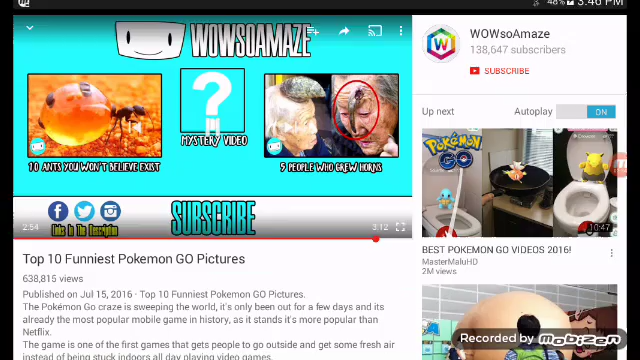 48% 3:46 PM
WOWSOAMAZE
WOWsoAmaze
138,647 subscribers
SUBSCRIBE
Up next
Autoplay
ON
?
10 ANTS YOU WON'T BELIEVE EXIST
MYSTERY VIDEO
5 PEOPLE WHO GREW HORNS
POKÉMON
GO
10:47
BEST POKEMON GO VIDEOS 2016!
MasterMaluHD
2M views
Links In The Description
SUBSCRIBE
2:54
3:12
Top 10 Funniest Pokemon GO Pictures
638,815 views
Published on Jul 15, 2016 · Top 10 Funniest Pokemon GO Pictures.
The Pokémon Go craze is sweeping the world, it's only been out for a few days and its
already the most popular mobile game in history, as it stands it's more popular than
Netflix.
The game is one of the first games that gets people to go outside and get some fresh air
instead of being stuck indoors all day playing video games.
Recorded by mobizen